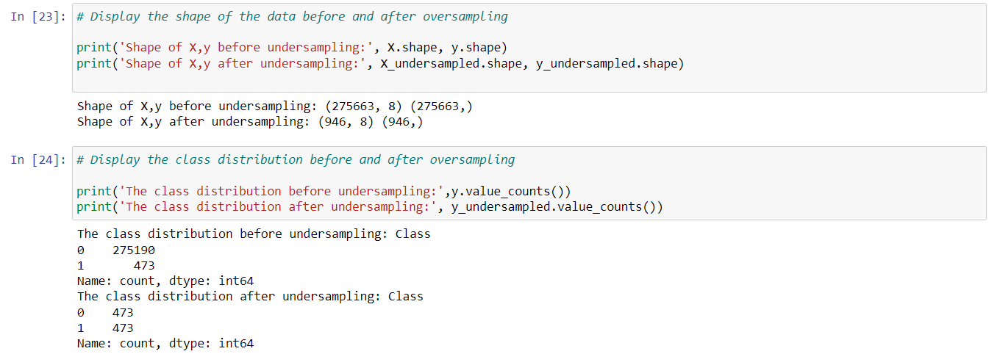 In [23]: # Display the shape of the data before and after oversampling
print('Shape of X,y before undersampling:', X.shape, y.shape)
print('Shape of X,y after undersampling:', X_undersampled.shape, y_undersampled.shape)
Shape of X,y before undersampling: (275663, 8) (275663,)
Shape of X,y after undersampling: (946, 8) (946,)
In [24]: # Display the class distribution before and after oversampling
print('The class distribution before undersampling:',y.value_counts())
print('The class distribution after undersampling:', y_undersampled.value_counts())
The class distribution before undersampling: Class
0    275190
1       473
Name: count, dtype: int64
The class distribution after undersampling: Class
0    473
1    473
Name: count, dtype: int64